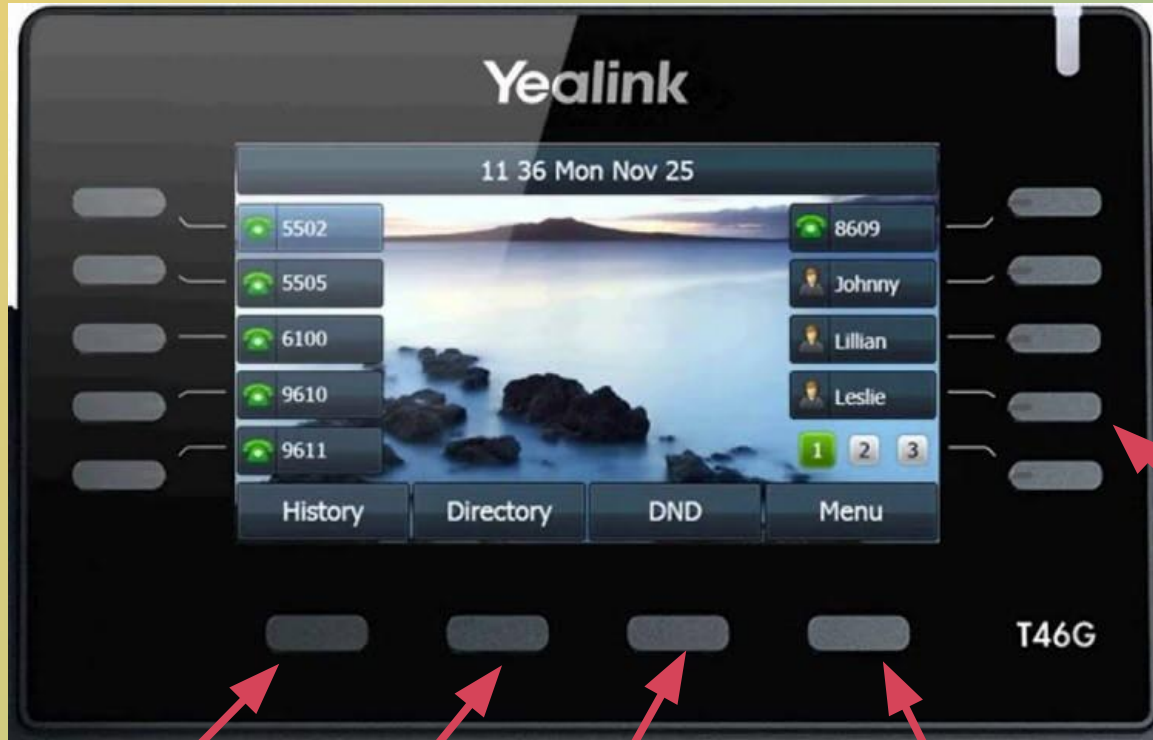 Yealink
11 36 Mon Nov 25
5502
8609
5505
Johnny
6100
Lillian
9610
Leslie
9611
1 2 3
History Directory DND Menu
T46G